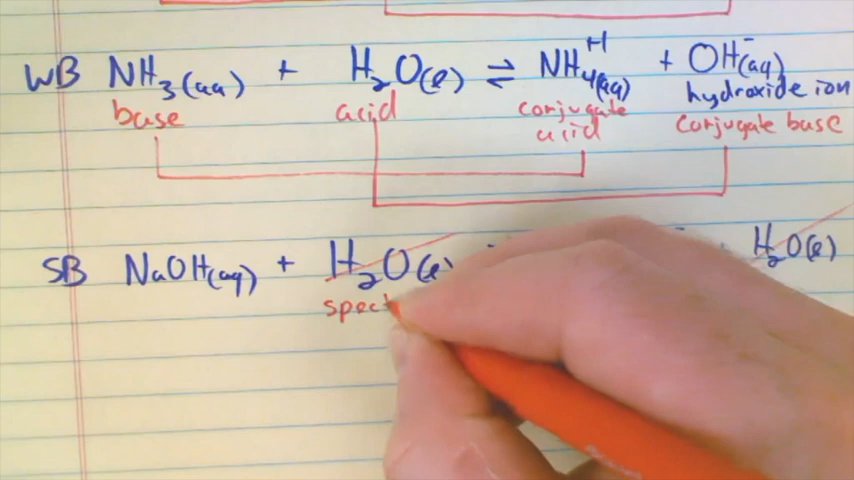 WB NH3(aq) + H2O(l) ⇌ NH4(aq)+ + OH-(aq)
hydroxide ion
base acid conjugate acid conjugate base
SB NaOH(aq) + H2O(l) H2O(l)
spect